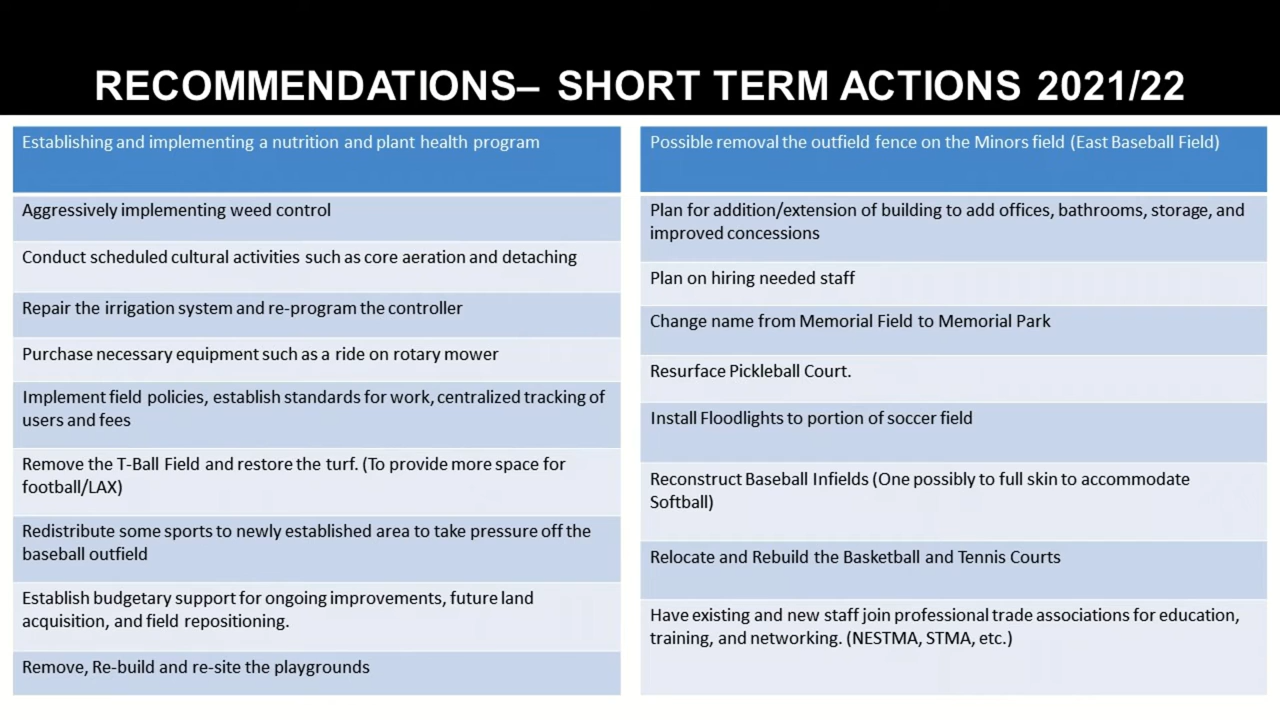 RECOMMENDATIONS– SHORT TERM ACTIONS 2021/22
Establishing and implementing a nutrition and plant health program
Aggressively implementing weed control
Conduct scheduled cultural activities such as core aeration and detaching
Repair the irrigation system and re-program the controller
Purchase necessary equipment such as a ride on rotary mower
Implement field policies, establish standards for work, centralized tracking of
users and fees
Remove the T-Ball Field and restore the turf. (To provide more space for
football/LAX)
Redistribute some sports to newly established area to take pressure off the
baseball outfield
Establish budgetary support for ongoing improvements, future land
acquisition, and field repositioning.
Remove, Re-build and re-site the playgrounds
Possible removal the outfield fence on the Minors field (East Baseball Field)
Plan for addition/extension of building to add offices, bathrooms, storage, and
improved concessions
Plan on hiring needed staff
Change name from Memorial Field to Memorial Park
Resurface Pickleball Court.
Install Floodlights to portion of soccer field
Reconstruct Baseball Infields (One possibly to full skin to accommodate
Softball)
Relocate and Rebuild the Basketball and Tennis Courts
Have existing and new staff join professional trade associations for education,
training, and networking. (NESTMA, STMA, etc.)